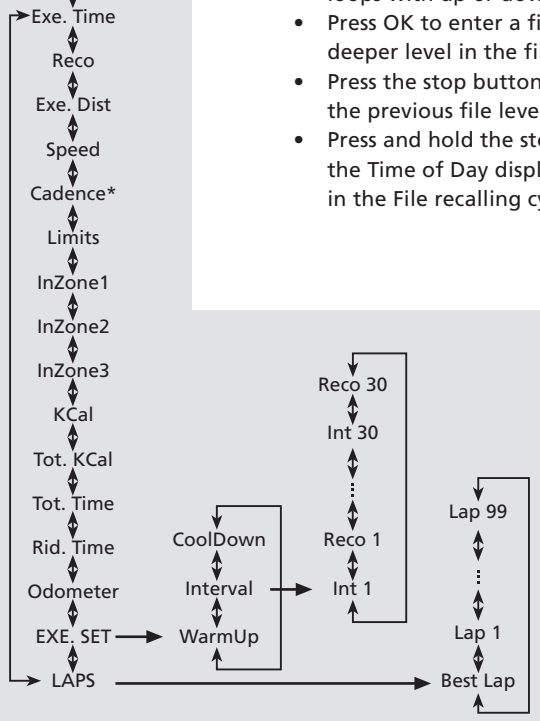 loops with up or dow
Exe. Time
• Press OK to enter a fi
Reco
deeper level in the fi
Exe. Dist
• Press the stop button
the previous file leve
Speed
• Press and hold the sto
Cadence*
the Time of Day displ
in the File recalling cy
Limits
InZone1
InZone2
InZone3
KCal
Tot. KCal
Tot. Time
Rid. Time
Odometer
EXE. SET
LAPS
CoolDown
Interval
WarmUp
Reco 30
Int 30
Reco 1
Int 1
Lap 99
Lap 1
Best Lap